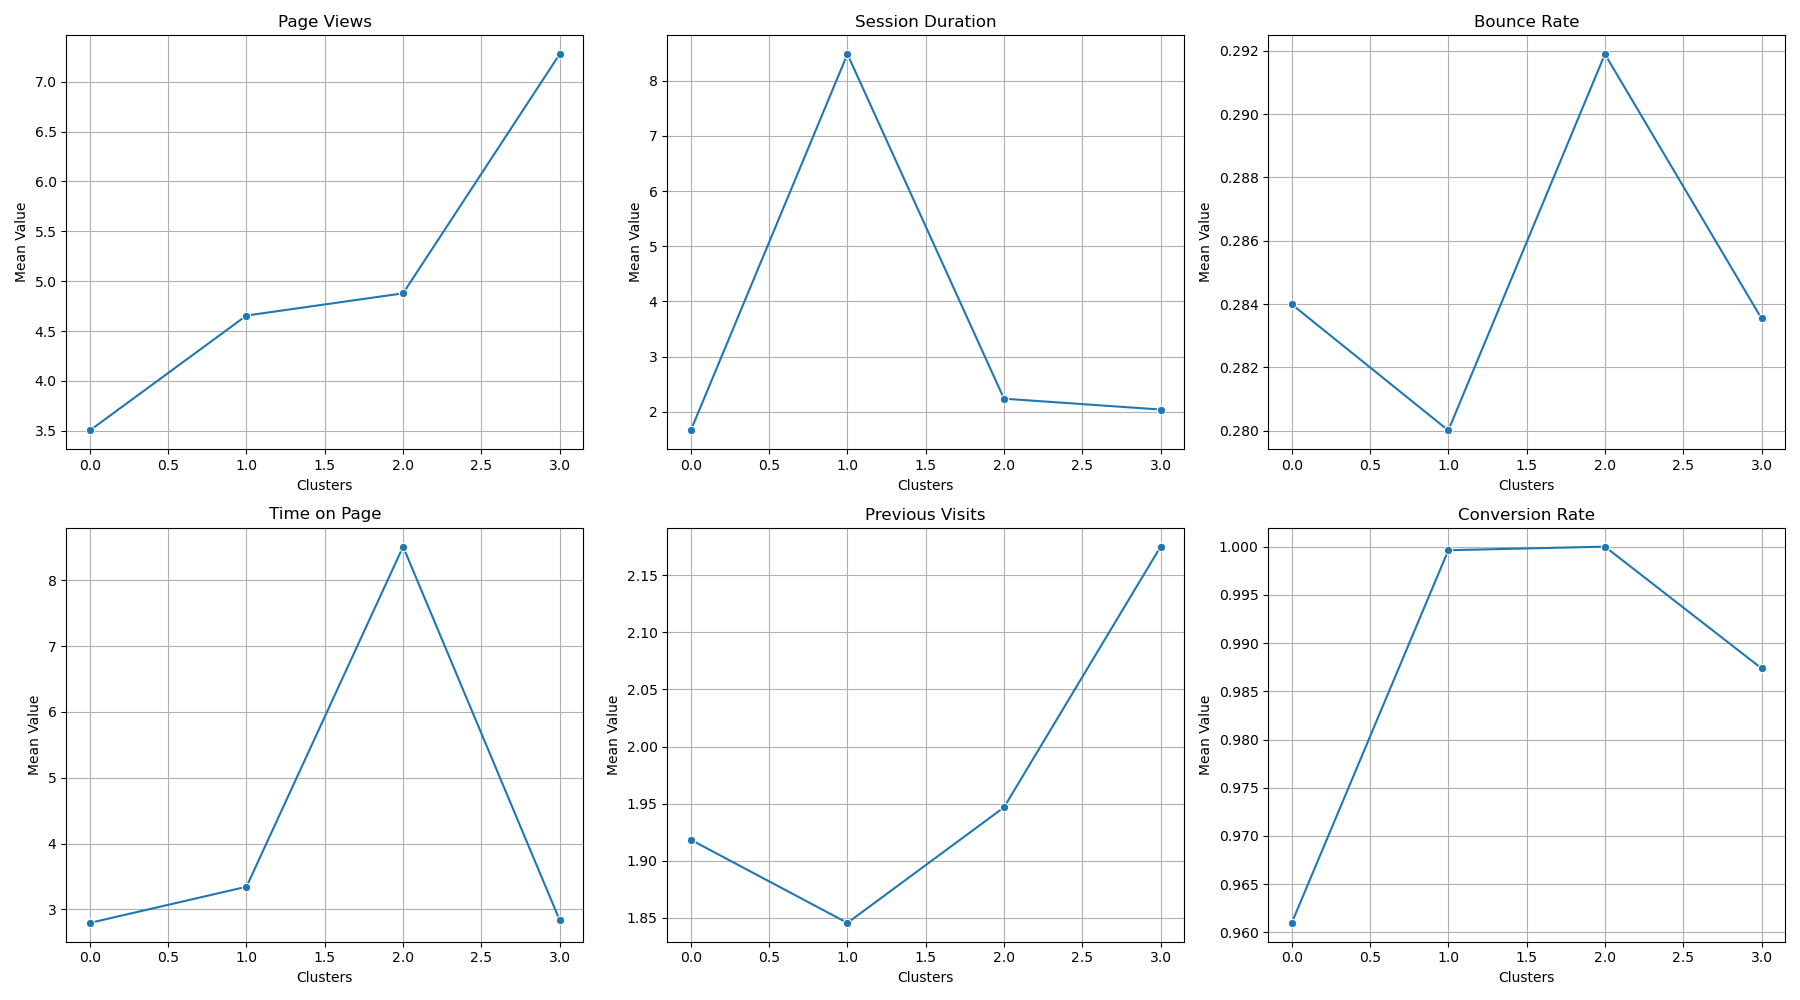 Page Views
7.0
6.5
6.0
5.5
5.0
4.5
4.0
3.5
Mean Value
0.0 0.5 1.0 1.5 2.0 2.5 3.0
Clusters
Session Duration
8
7
6
5
4
3
2
Mean Value
0.0 0.5 1.0 1.5 2.0 2.5 3.0
Clusters
Bounce Rate
0.292
0.290
0.288
0.286
0.284
0.282
0.280
Mean Value
0.0 0.5 1.0 1.5 2.0 2.5 3.0
Clusters
Time on Page
8
7
6
5
4
3
Mean Value
0.0 0.5 1.0 1.5 2.0 2.5 3.0
Clusters
Previous Visits
2.15
2.10
2.05
2.00
1.95
1.90
1.85
Mean Value
0.0 0.5 1.0 1.5 2.0 2.5 3.0
Clusters
Conversion Rate
1.000
0.995
0.990
0.985
0.980
0.975
0.970
0.965
0.960
Mean Value
0.0 0.5 1.0 1.5 2.0 2.5 3.0
Clusters